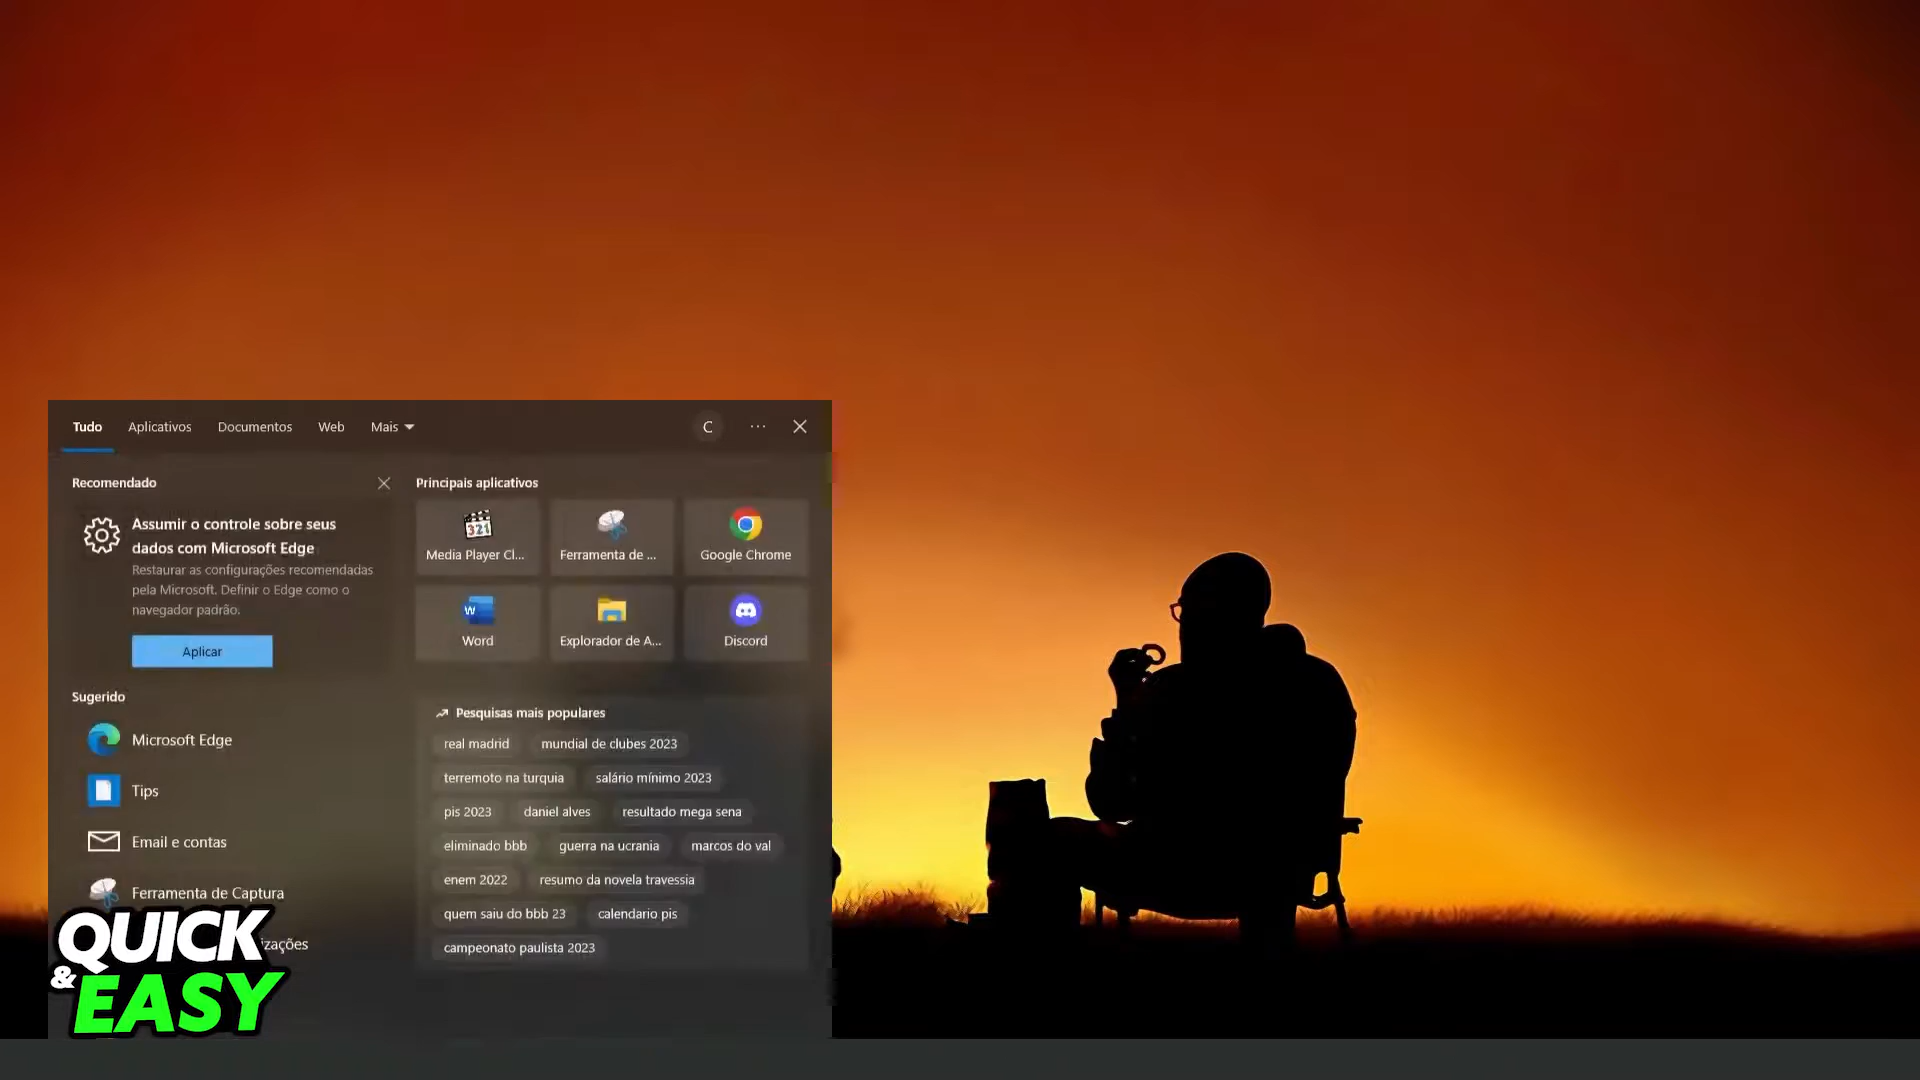 Tudo Aplicativos Documentos Web Mais C
Recomendado
Assumir o controle sobre seus
dados com Microsoft Edge
Restaurar as configurações recomendadas
pela Microsoft. Definir o Edge como o
navegador padrão.
Aplicar
Sugerido
Microsoft Edge
Tips
Email e contas
Ferramenta de Captura
izações
Principais aplicativos
321
Media Player Cl... Ferramenta de ... Google Chrome
W
Word Explorador de A... Discord
Pesquisas mais populares
real madrid mundial de clubes 2023
terremoto na turquia salário mínimo 2023
pis 2023 daniel alves resultado mega sena
eliminado bbb guerra na ucrania marcos do val
enem 2022 resumo da novela travessia
quem saiu do bbb 23 calendario pis
campeonato paulista 2023
QUICK
& EASY